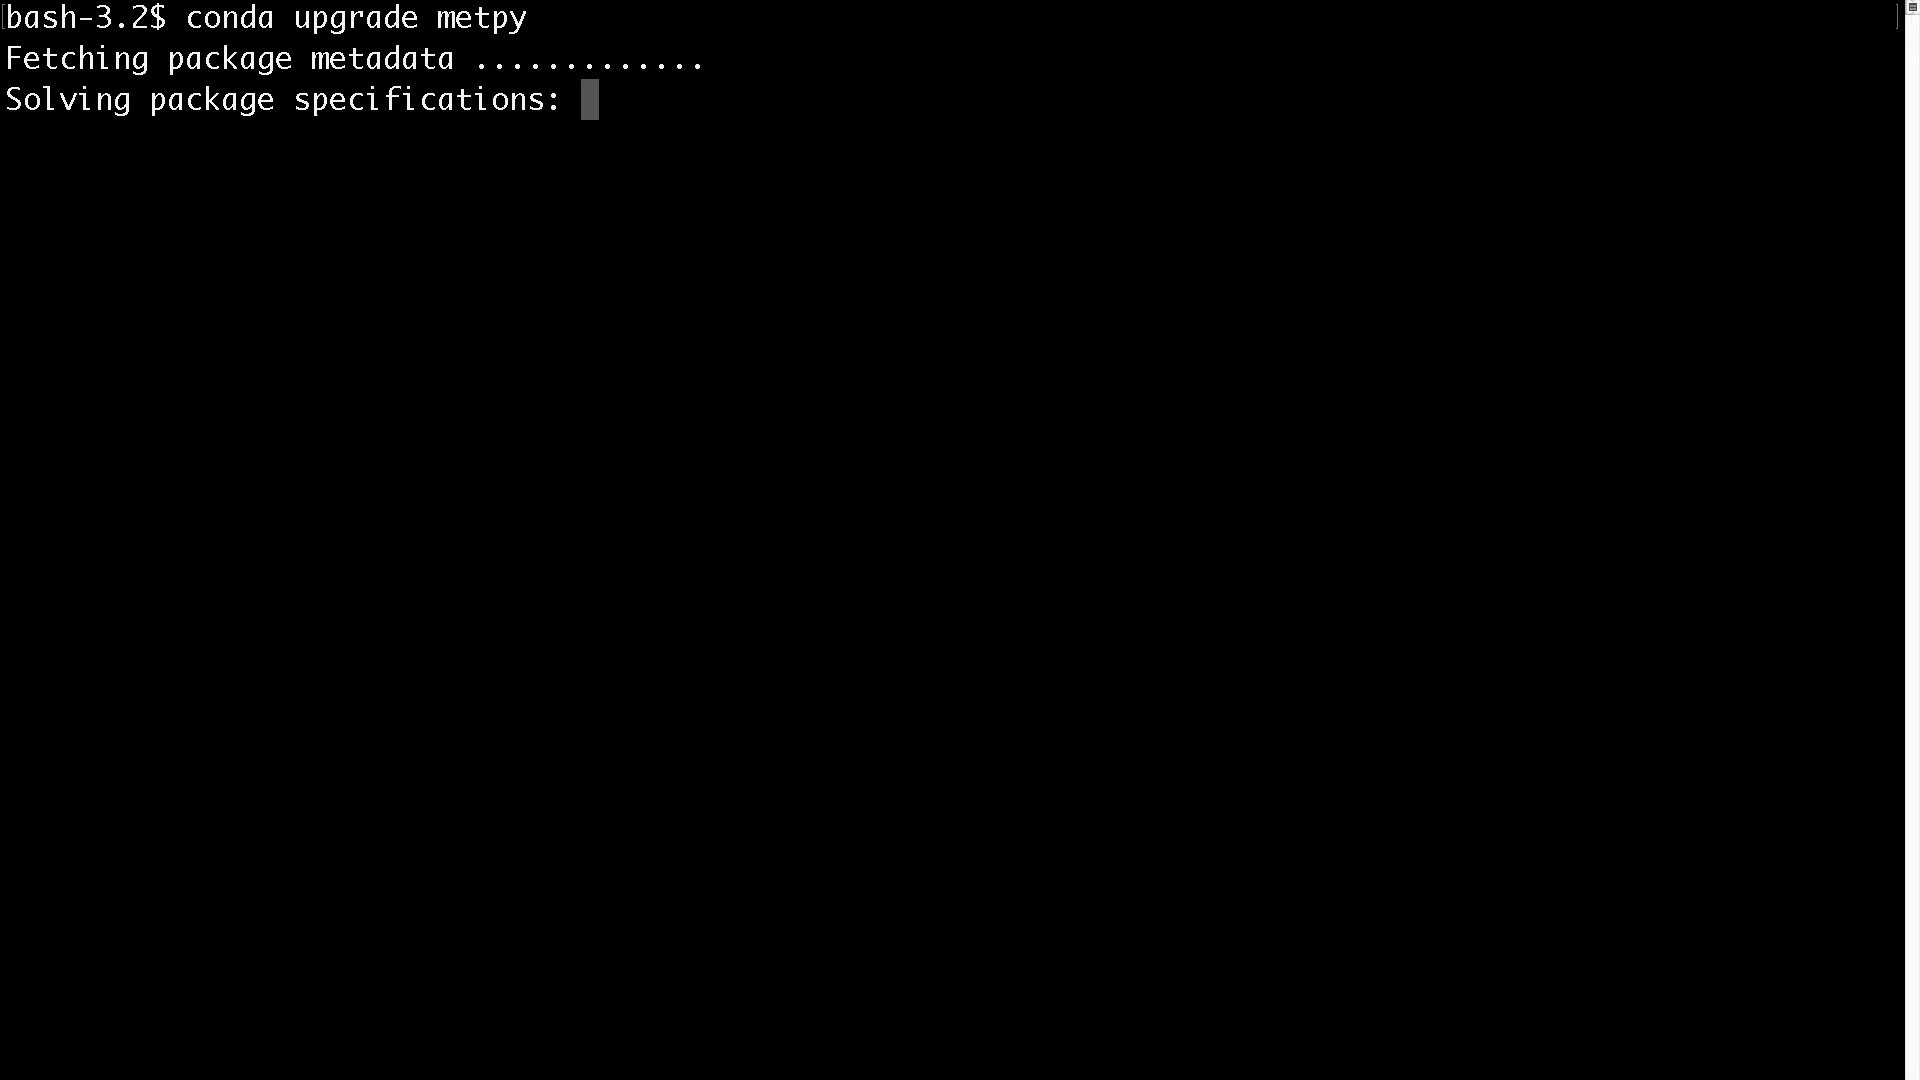 bash-3.2$ conda upgrade metpy
Fetching package metadata .............
Solving package specifications: